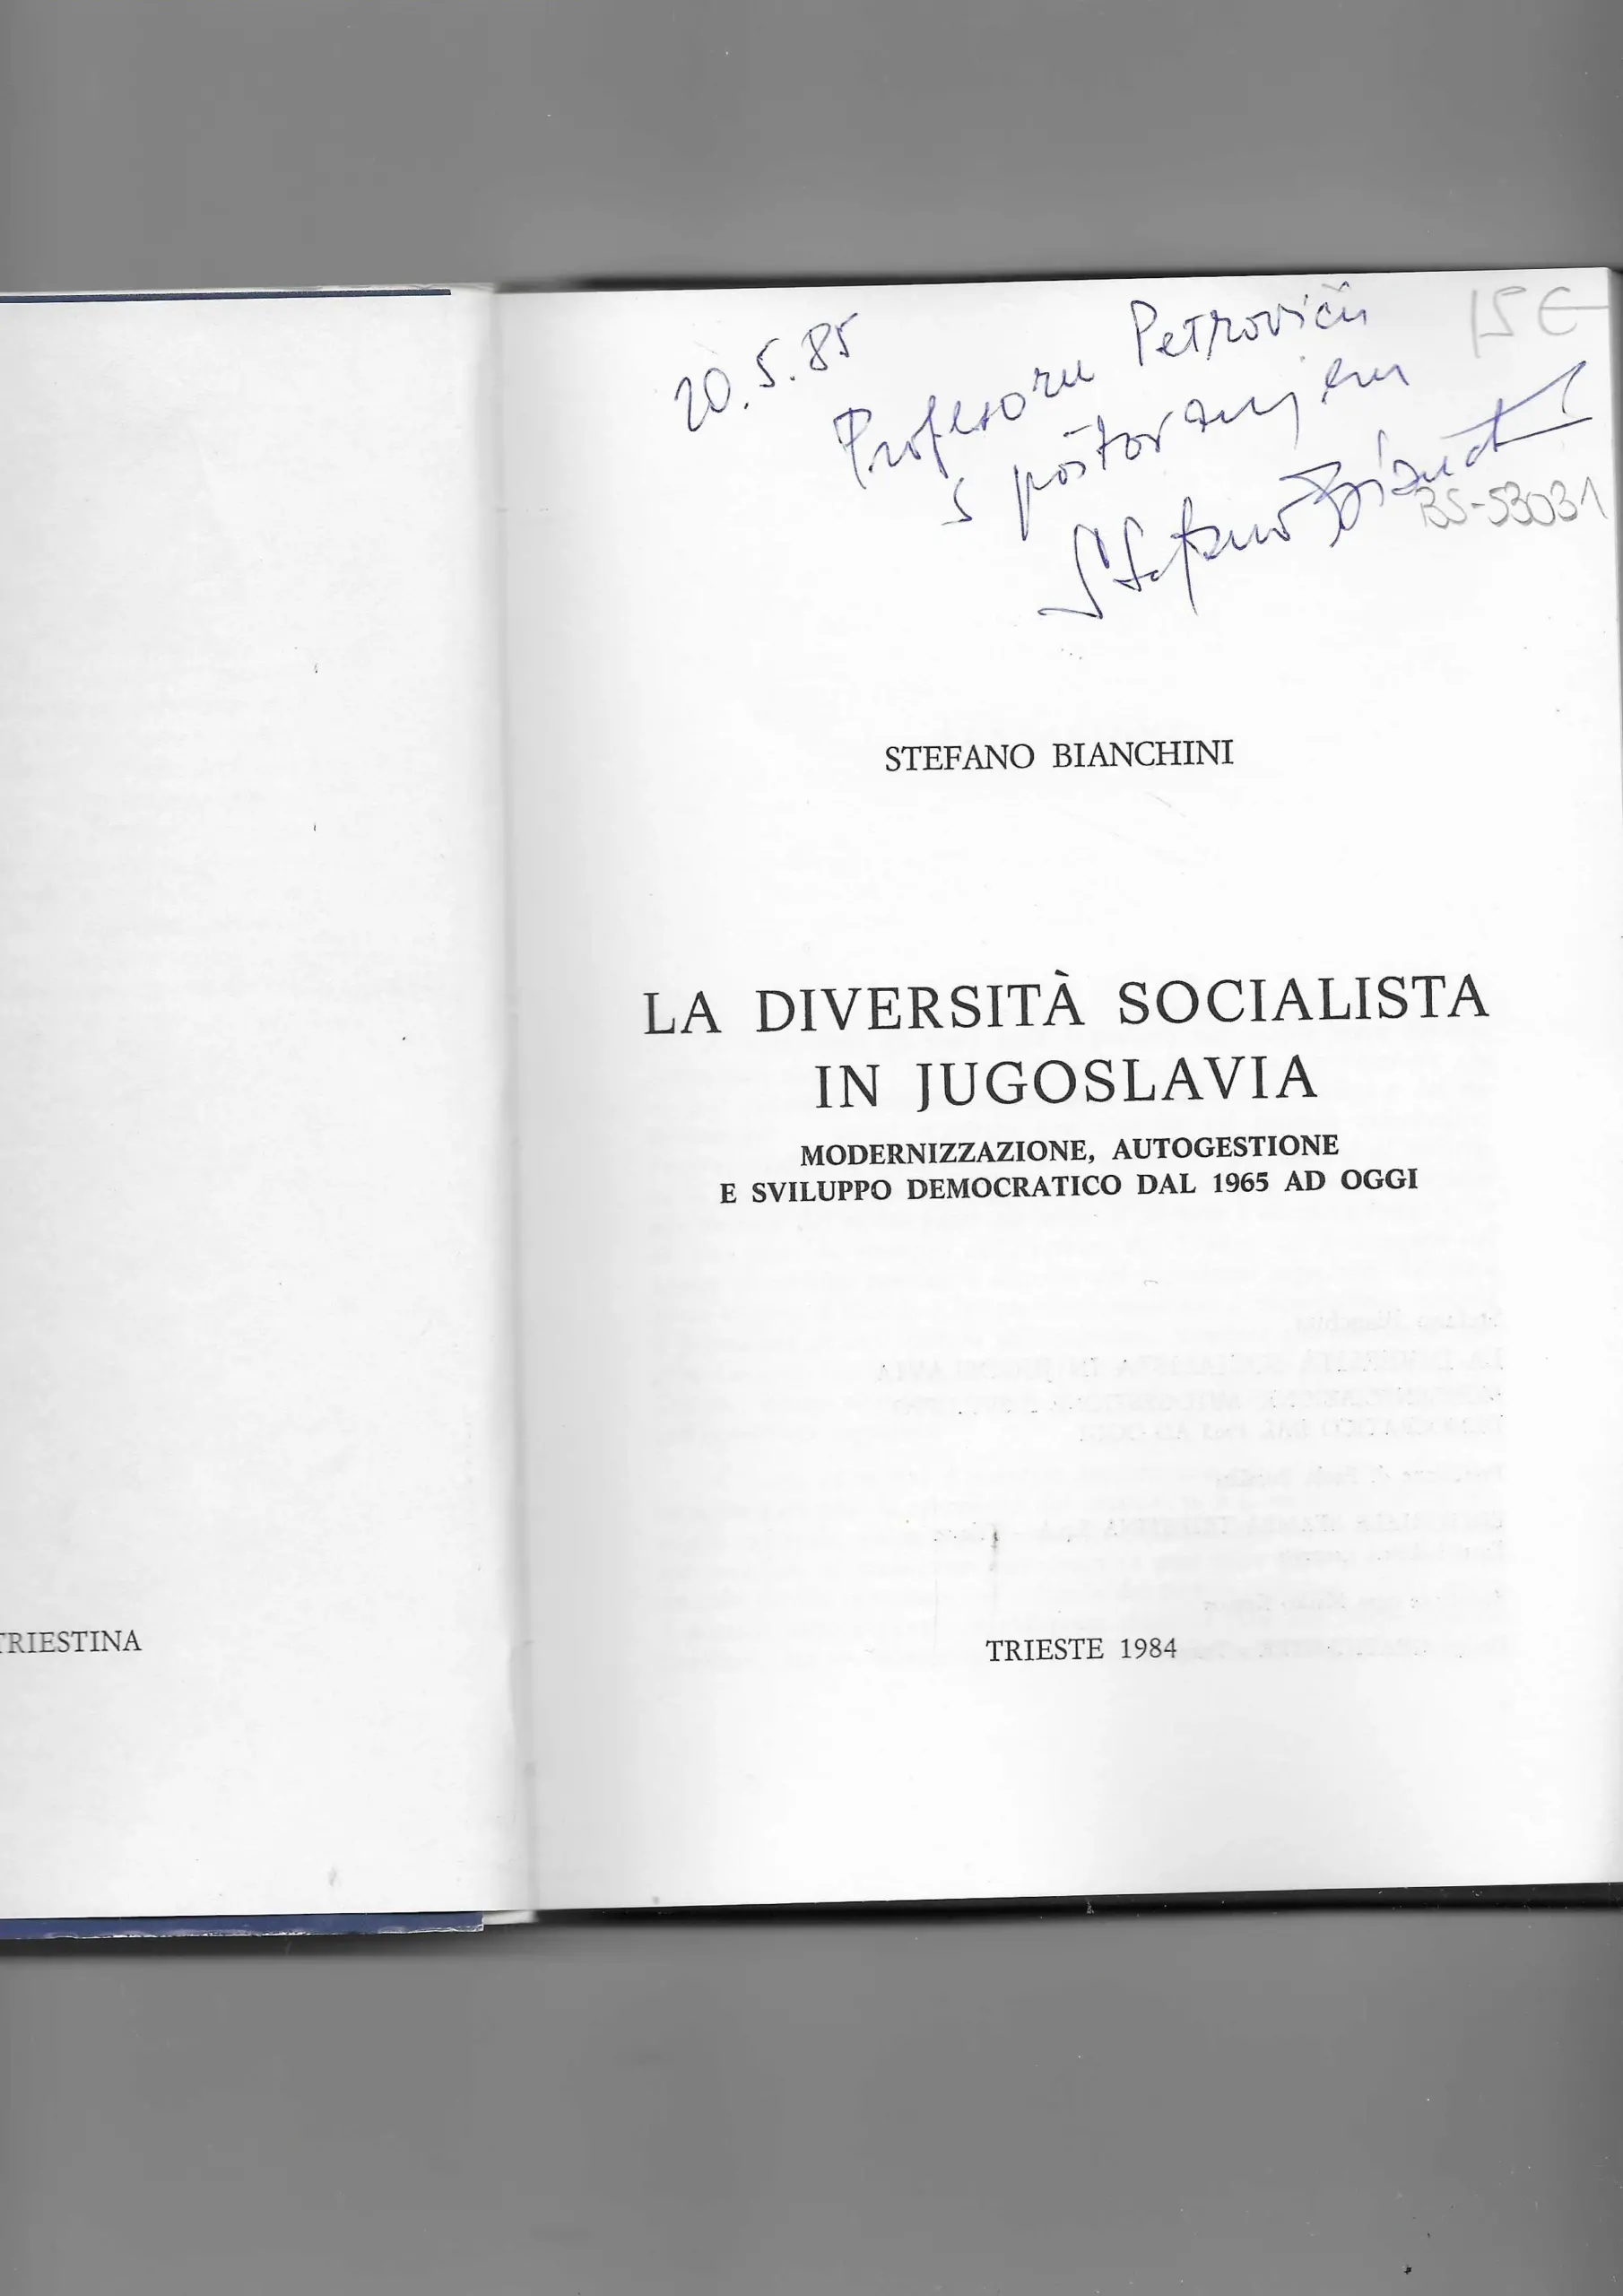 20.5.85
Profesoru Petroviću
s poštovanjem
Stefano
15 €
BS-53031
STEFANO BIANCHINI
LA DIVERSITÀ SOCIALISTA
IN JUGOSLAVIA
MODERNIZZAZIONE, AUTOGESTIONE
E SVILUPPO DEMOCRATICO DAL 1965 AD OGGI
TRIESTINA
TRIESTE 1984